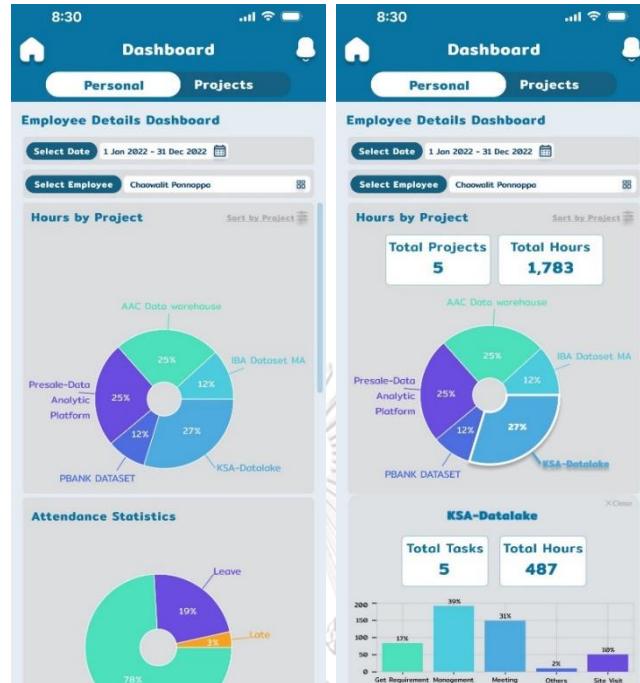 8:30
Dashboard
Personal Projects
Employee Details Dashboard
Select Date 1 Jan 2022 - 31 Dec 2022
Select Employee Chaowalit Ponnoppa
Hours by Project
Sort by Project
AAC Data warehouse
25%
IBA Dataset MA
12%
Presale-Data
Analytic
Platform
25%
12%
27%
KSA-Datalake
PBANK DATASET
Attendance Statistics
Leave
19%
Late
3%
78%
8:30
Dashboard
Personal Projects
Employee Details Dashboard
Select Date 1 Jan 2022 - 31 Dec 2022
Select Employee Chaowalit Ponnoppa
Hours by Project
Sort by Project
Total Projects Total Hours
5 1,783
AAC Data warehouse
25%
IBA Dataset MA
12%
Presale-Data
Analytic
Platform
25%
12%
27%
KSA-Datalake
PBANK DATASET
×Close
KSA-Datalake
Total Tasks Total Hours
5 487
200
150
100
50
0
17%
39%
31%
2%
10%
Get Requirement Management Meeting Others Site Visit